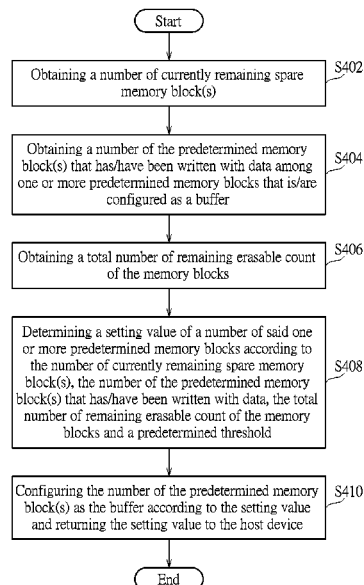 Start
S402
Obtaining a number of currently remaining spare
memory block(s)
S404
Obtaining a number of the predetermined memory
block(s) that has/have been written with data among
one or more predetermined memory blocks that is/are
configured as a buffer
S406
Obtaining a total number of remaining erasable count
of the memory blocks
S408
Determining a setting value of a number of said one
or more predetermined memory blocks according to
the number of currently remaining spare memory
block(s), the number of the predetermined memory
block(s) that has/have been written with data, the total
number of remaining erasable count of the memory
blocks and a predetermined threshold
S410
Configuring the number of the predetermined memory
block(s) as the buffer according to the setting value
and returning the setting value to the host device
End